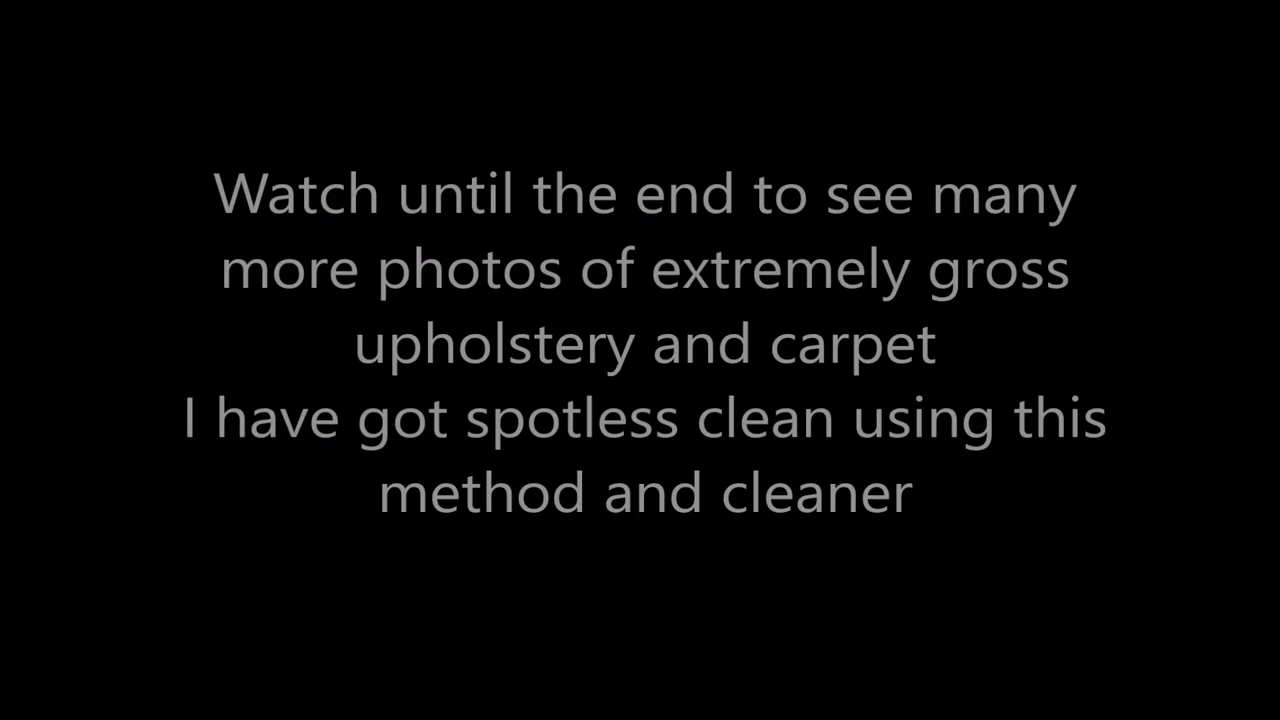 Watch until the end to see many
more photos of extremely gross
upholstery and carpet
I have got spotless clean using this
method and cleaner